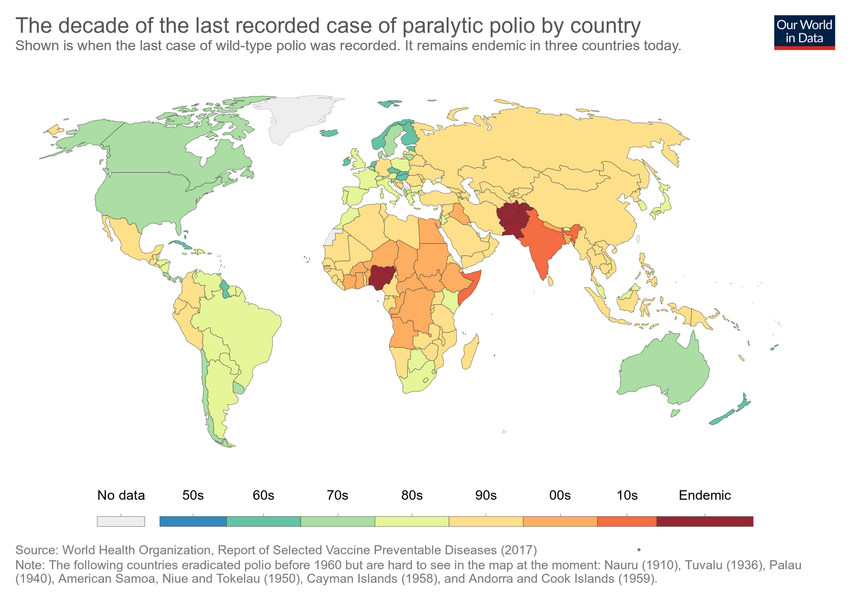 The decade of the last recorded case of paralytic polio by country
Shown is when the last case of wild-type polio was recorded. It remains endemic in three countries today.
Our World
in Data
No data 50s 60s 70s 80s 90s 00s 10s Endemic
Source: World Health Organization, Report of Selected Vaccine Preventable Diseases (2017)
Note: The following countries eradicated polio before 1960 but are hard to see in the map at the moment: Nauru (1910), Tuvalu (1936), Palau
(1940), American Samoa, Niue and Tokelau (1950), Cayman Islands (1958), and Andorra and Cook Islands (1959).